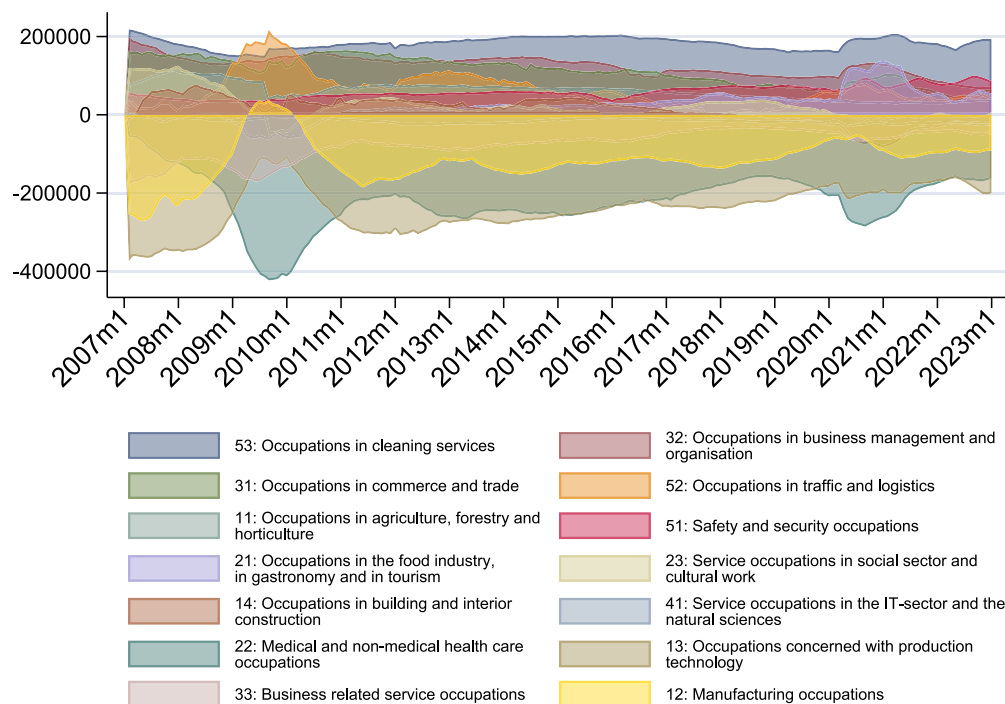 200000
0
-200000
-400000
2007m1
2008m1
2009m1
2010m1
2011m1
2012m1
2013m1
2014m1
2015m1
2016m1
2017m1
2018m1
2019m1
2020m1
2021m1
2022m1
2023m1
53: Occupations in cleaning services
32: Occupations in business management and
organisation
31: Occupations in commerce and trade
52: Occupations in traffic and logistics
11: Occupations in agriculture, forestry and
horticulture
51: Safety and security occupations
21: Occupations in the food industry,
in gastronomy and in tourism
23: Service occupations in social sector and
cultural work
14: Occupations in building and interior
construction
41: Service occupations in the IT-sector and the
natural sciences
22: Medical and non-medical health care
occupations
13: Occupations concerned with production
technology
33: Business related service occupations
12: Manufacturing occupations